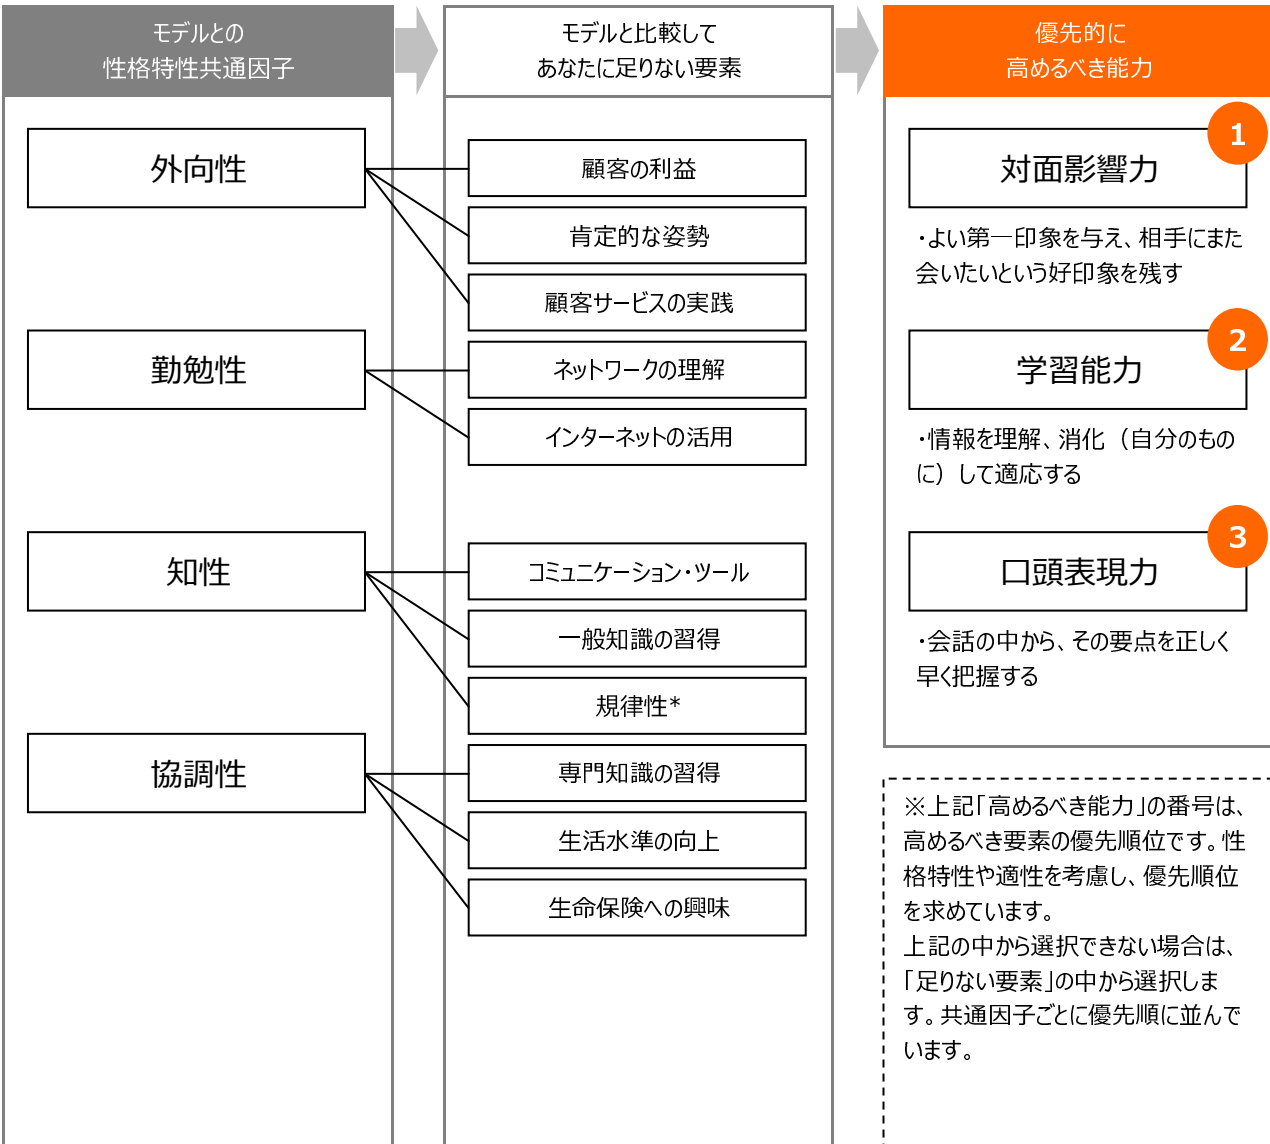 モデルとの
性格特性共通因子
モデルと比較して
あなたに足りない要素
優先的に
高めるべき能力
外向性
顧客の利益
肯定的な姿勢
顧客サービスの実践
勤勉性
ネットワークの理解
インターネットの活用
知性
コミュニケーション・ツール
一般知識の習得
規律性*
協調性
専門知識の習得
生活水準の向上
生命保険への興味
1
対面影響力
・よい第一印象を与え、相手にまた
会いたいという好印象を残す
2
学習能力
・情報を理解、消化（自分のもの
に）して適応する
3
口頭表現力
・会話の中から、その要点を正しく
早く把握する
※上記「高めるべき能力」の番号は、
高めるべき要素の優先順位です。性
格特性や適性を考慮し、優先順位
を求めています。
上記の中から選択できない場合は、
「足りない要素」の中から選択しま
す。共通因子ごとに優先順に並んで
います。